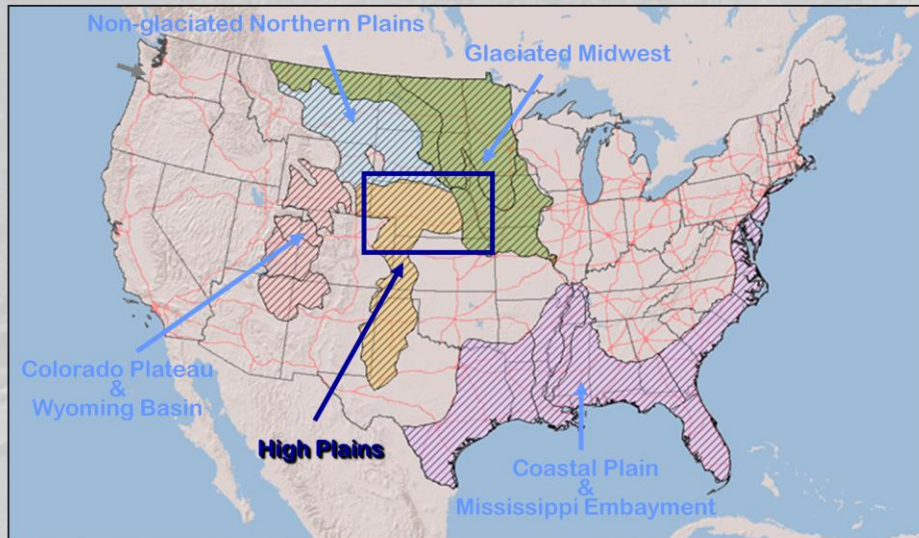 Non-glaciated Northern Plains
Glaciated Midwest
Colorado Plateau
&
Wyoming Basin
High Plains
Coastal Plain
&
Mississippi Embayment